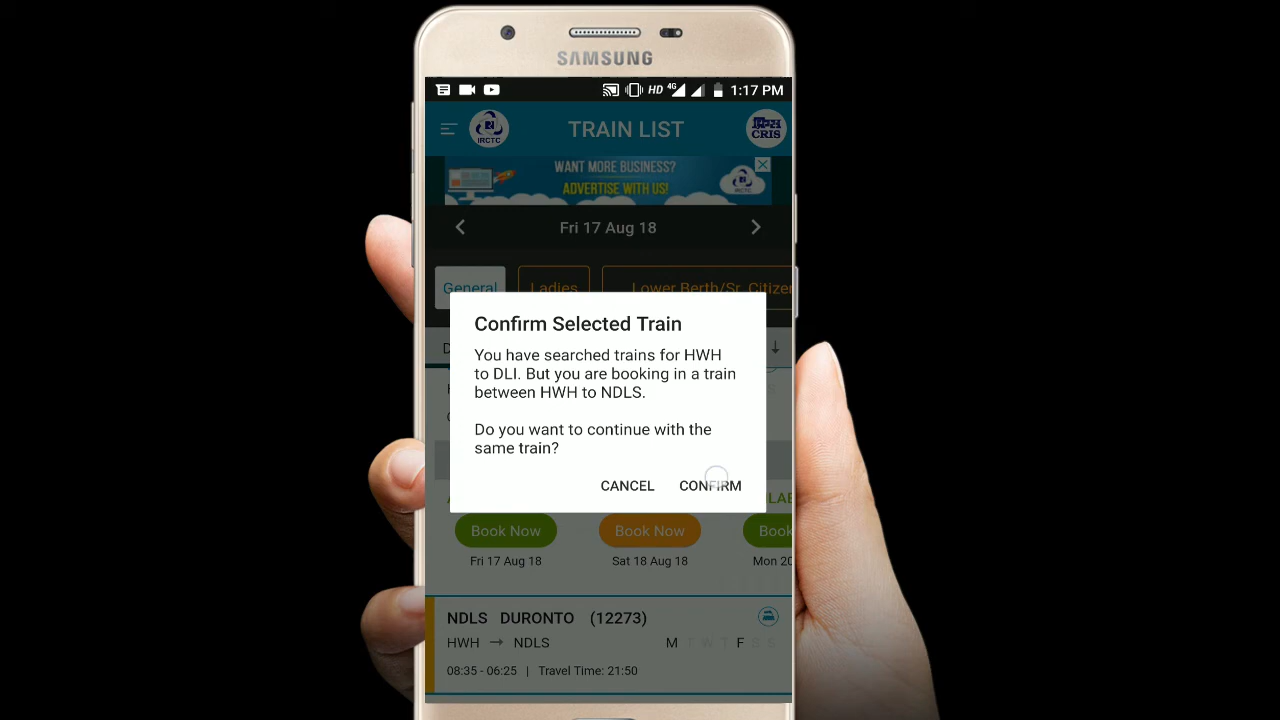 SAMSUNG
HD 4G 1:17 PM
IRCTC
TRAIN LIST
CRIS
WANT MORE BUSINESS?
ADVERTISE WITH US!
Fri 17 Aug 18
General
Ladies
Lower Berth/Sr. Citizen
Confirm Selected Train
You have searched trains for HWH
to DLI. But you are booking in a train
between HWH to NDLS.
Do you want to continue with the
same train?
CANCEL CONFIRM
Book Now
Book Now
Book
Fri 17 Aug 18
Sat 18 Aug 18
Mon 20
NDLS DURONTO (12273)
HWH → NDLS
M T W T F S S
08:35 - 06:25 | Travel Time: 21:50